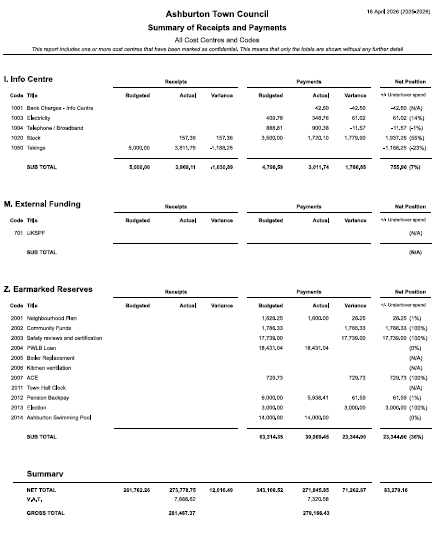 16 April 2026 (2025-2026)
Ashburton Town Council
Summary of Receipts and Payments
All Cost Centres and Codes
This report includes one or more cost centres that have been marked as confidential. This means that only the totals are shown without any further detail
I. Info Centre
Receipts Payments Net Position
Code Title Budgeted Actual Variance Budgeted Actual Variance +/- Under/over spend
1001 Bank Charges - Info Centre 42.50 -42.50 -42.50 (N/A)
1003 Electricity 409.78 348.76 61.02 61.02 (14%)
1004 Telephone / Broadband 888.81 900.38 -11.57 -11.57 (-1%)
1020 Stock 157.36 157.36 3,500.00 1,720.10 1,779.90 1,937.26 (55%)
1050 Takings 5,000.00 3,811.75 -1,188.25 -1,188.25 (-23%)
SUB TOTAL 5,000.00 3,969.11 -1,030.89 4,798.59 3,011.74 1,786.85 755.96 (7%)
M. External Funding
Receipts Payments Net Position
Code Title Budgeted Actual Variance Budgeted Actual Variance +/- Under/over spend
701 UKSPF (N/A)
SUB TOTAL (N/A)
Z. Earmarked Reserves
Receipts Payments Net Position
Code Title Budgeted Actual Variance Budgeted Actual Variance +/- Under/over spend
2001 Neighbourhood Plan 1,628.25 1,600.00 28.25 28.25 (1%)
2002 Community Funds 1,786.33 1,786.33 1,786.33 (100%)
2003 Safety reviews and certification 17,739.00 17,739.00 17,739.00 (100%)
2004 PWLB Loan 18,431.04 18,431.04 (0%)
2005 Boiler Replacement (N/A)
2006 Kitchen ventilation (N/A)
2007 ACE 729.73 729.73 729.73 (100%)
2011 Town Hall Clock (N/A)
2012 Pension Backpay 6,000.00 5,938.41 61.59 61.59 (1%)
2013 Election 3,000.00 3,000.00 3,000.00 (100%)
2014 Ashburton Swimming Pool 14,000.00 14,000.00 (0%)
SUB TOTAL 63,314.35 39,969.45 23,344.90 23,344.90 (36%)
Summary
NET TOTAL 261,762.26 273,778.75 12,016.49 343,108.52 271,845.85 71,262.67 83,279.16
V.A.T. 7,688.62 7,320.58
GROSS TOTAL 281,467.37 279,166.43